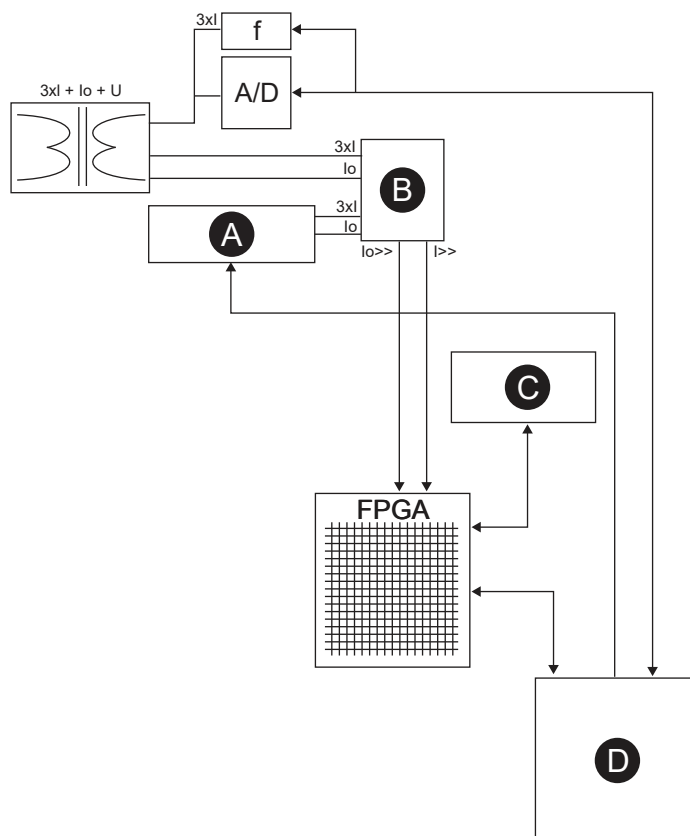 3xI
f
3xI + Io + U
A/D
3xI
Io
B
3xI
Io
A
Io>>
I>>
C
FPGA
D